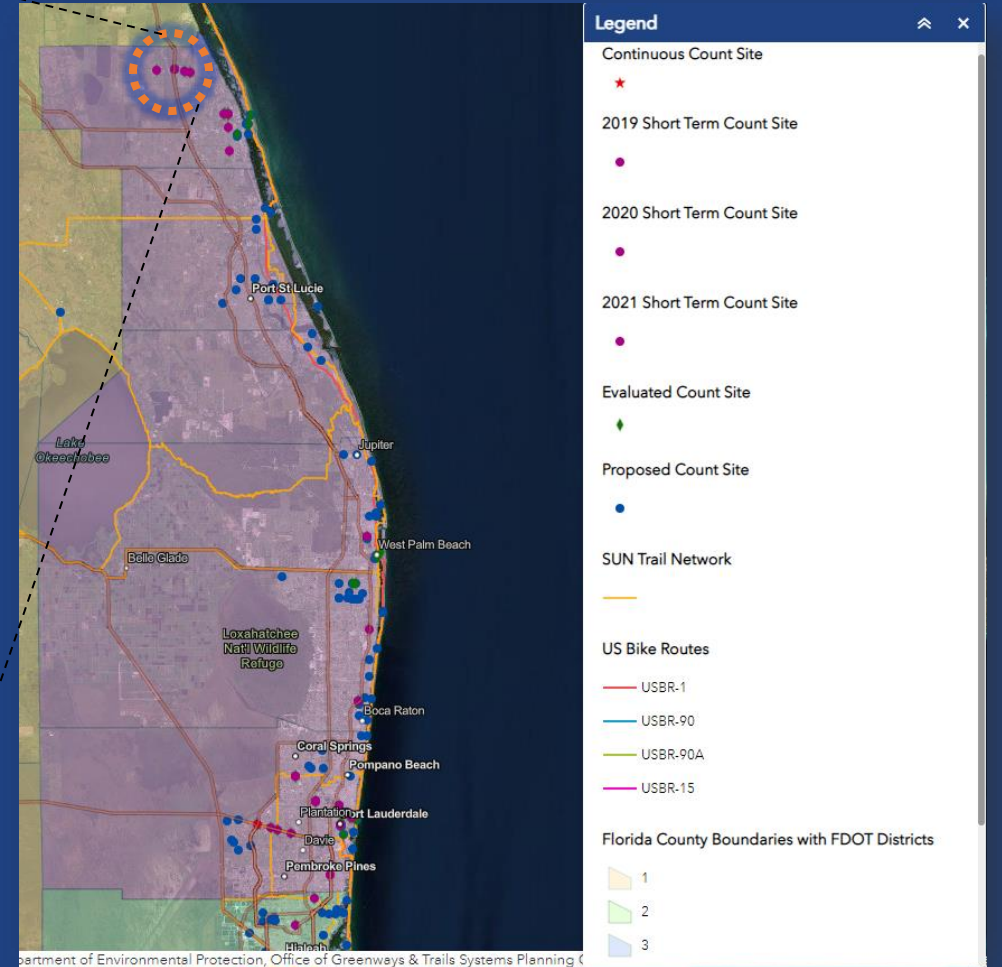 Port St Lucie
Lake
Okeechobee
Jupiter
West Palm Beach
Belle Glade
Loxahatchee
Nat'l Wildlife
Refuge
Boca Raton
Coral Springs
Pompano Beach
Plantation
ort Lauderdale
Davie
Pembroke Pines
Hialeah
partment of Environmental Protection, Office of Greenways & Trails Systems Planning
Legend
Continuous Count Site
2019 Short Term Count Site
2020 Short Term Count Site
2021 Short Term Count Site
Evaluated Count Site
Proposed Count Site
SUN Trail Network
US Bike Routes
USBR-1
USBR-90
USBR-90A
USBR-15
Florida County Boundaries with FDOT Districts
1
2
3